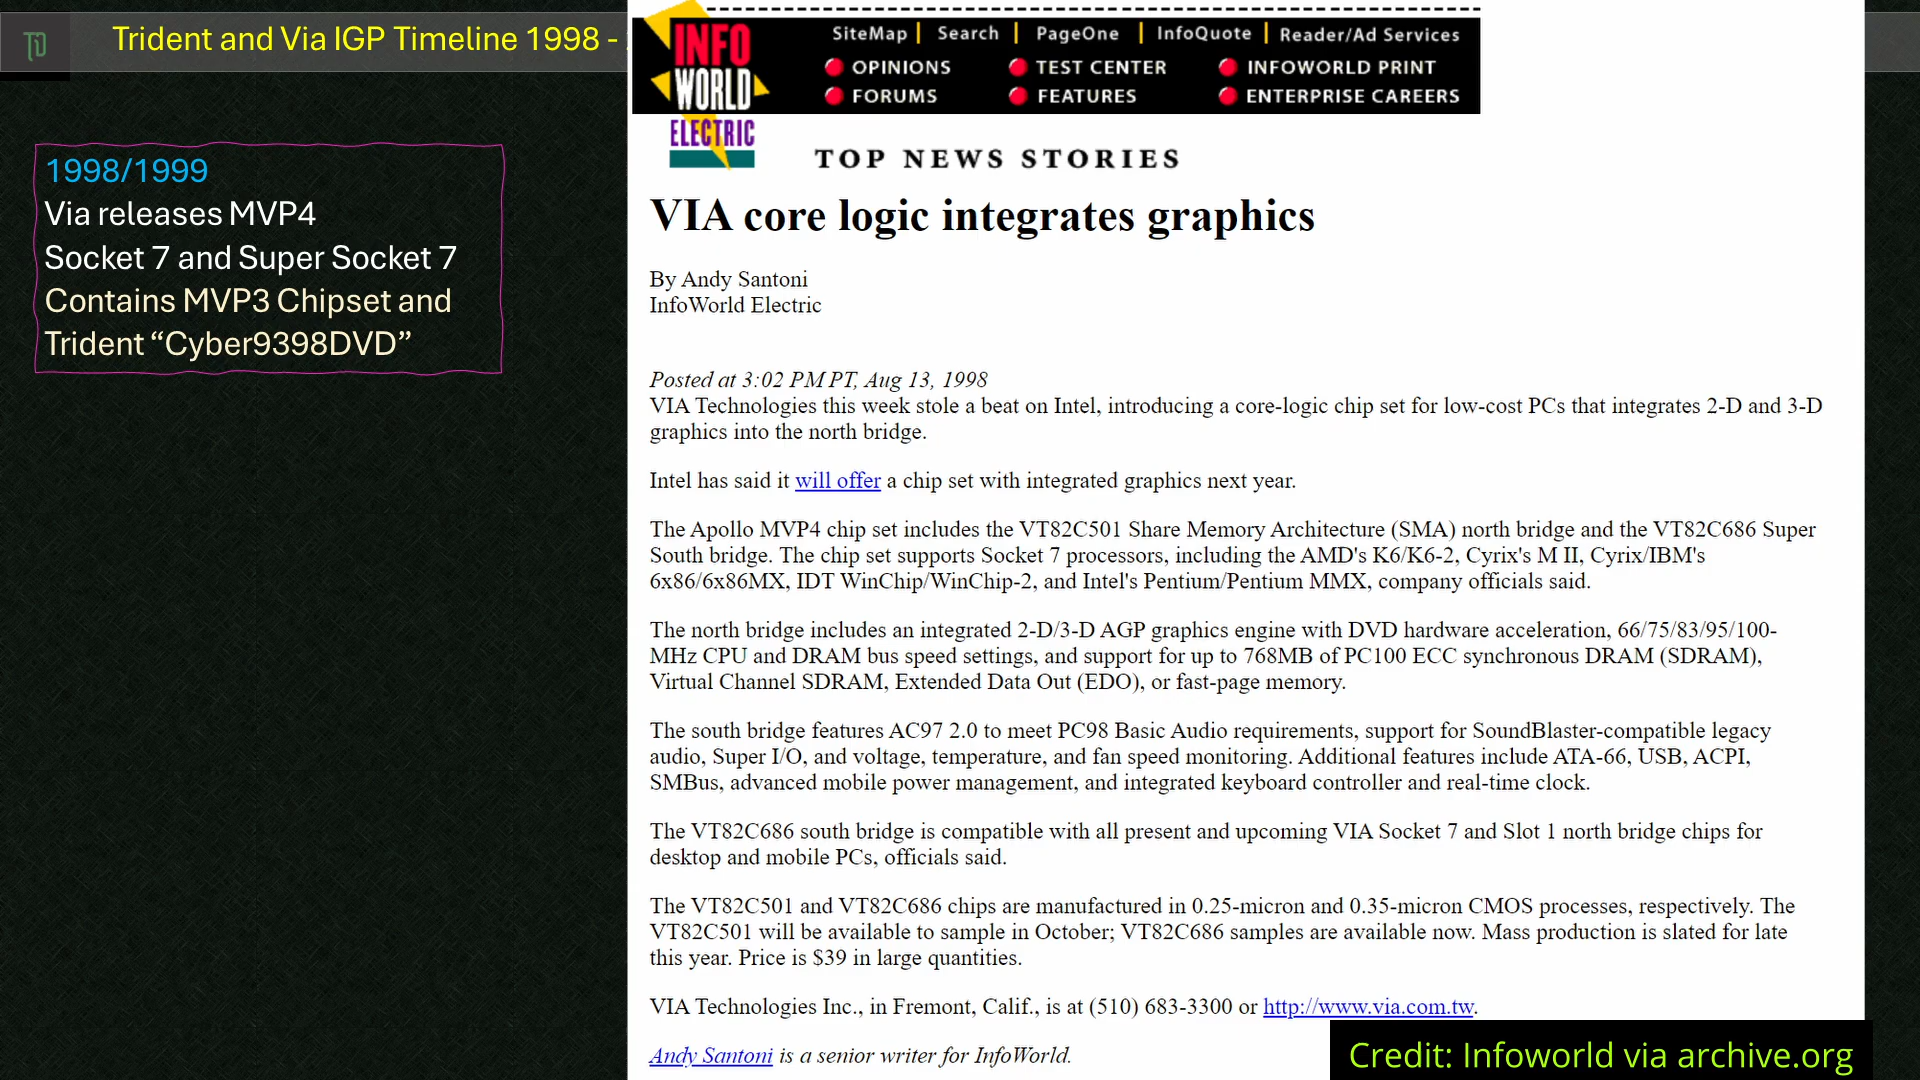 Trident and Via IGP Timeline 1998 -
1998/1999
Via releases MVP4
Socket 7 and Super Socket 7
Contains MVP3 Chipset and
Trident “Cyber9398DVD”
INFO
WORLD
ELECTRIC
SiteMap | Search | PageOne | InfoQuote | Reader/Ad Services
OPINIONS TEST CENTER INFOWORLD PRINT
FORUMS FEATURES ENTERPRISE CAREERS
TOP NEWS STORIES
VIA core logic integrates graphics
By Andy Santoni
InfoWorld Electric
Posted at 3:02 PM PT, Aug 13, 1998
VIA Technologies this week stole a beat on Intel, introducing a core-logic chip set for low-cost PCs that integrates 2-D and 3-D
graphics into the north bridge.
Intel has said it will offer a chip set with integrated graphics next year.
The Apollo MVP4 chip set includes the VT82C501 Share Memory Architecture (SMA) north bridge and the VT82C686 Super
South bridge. The chip set supports Socket 7 processors, including the AMD's K6/K6-2, Cyrix's M II, Cyrix/IBM's
6x86/6x86MX, IDT WinChip/WinChip-2, and Intel's Pentium/Pentium MMX, company officials said.
The north bridge includes an integrated 2-D/3-D AGP graphics engine with DVD hardware acceleration, 66/75/83/95/100-
MHz CPU and DRAM bus speed settings, and support for up to 768MB of PC100 ECC synchronous DRAM (SDRAM),
Virtual Channel SDRAM, Extended Data Out (EDO), or fast-page memory.
The south bridge features AC97 2.0 to meet PC98 Basic Audio requirements, support for SoundBlaster-compatible legacy
audio, Super I/O, and voltage, temperature, and fan speed monitoring. Additional features include ATA-66, USB, ACPI,
SMBus, advanced mobile power management, and integrated keyboard controller and real-time clock.
The VT82C686 south bridge is compatible with all present and upcoming VIA Socket 7 and Slot 1 north bridge chips for
desktop and mobile PCs, officials said.
The VT82C501 and VT82C686 chips are manufactured in 0.25-micron and 0.35-micron CMOS processes, respectively. The
VT82C501 will be available to sample in October; VT82C686 samples are available now. Mass production is slated for late
this year. Price is $39 in large quantities.
VIA Technologies Inc., in Fremont, Calif., is at (510) 683-3300 or http://www.via.com.tw.
Andy Santoni is a senior writer for InfoWorld.
Credit: Infoworld via archive.org